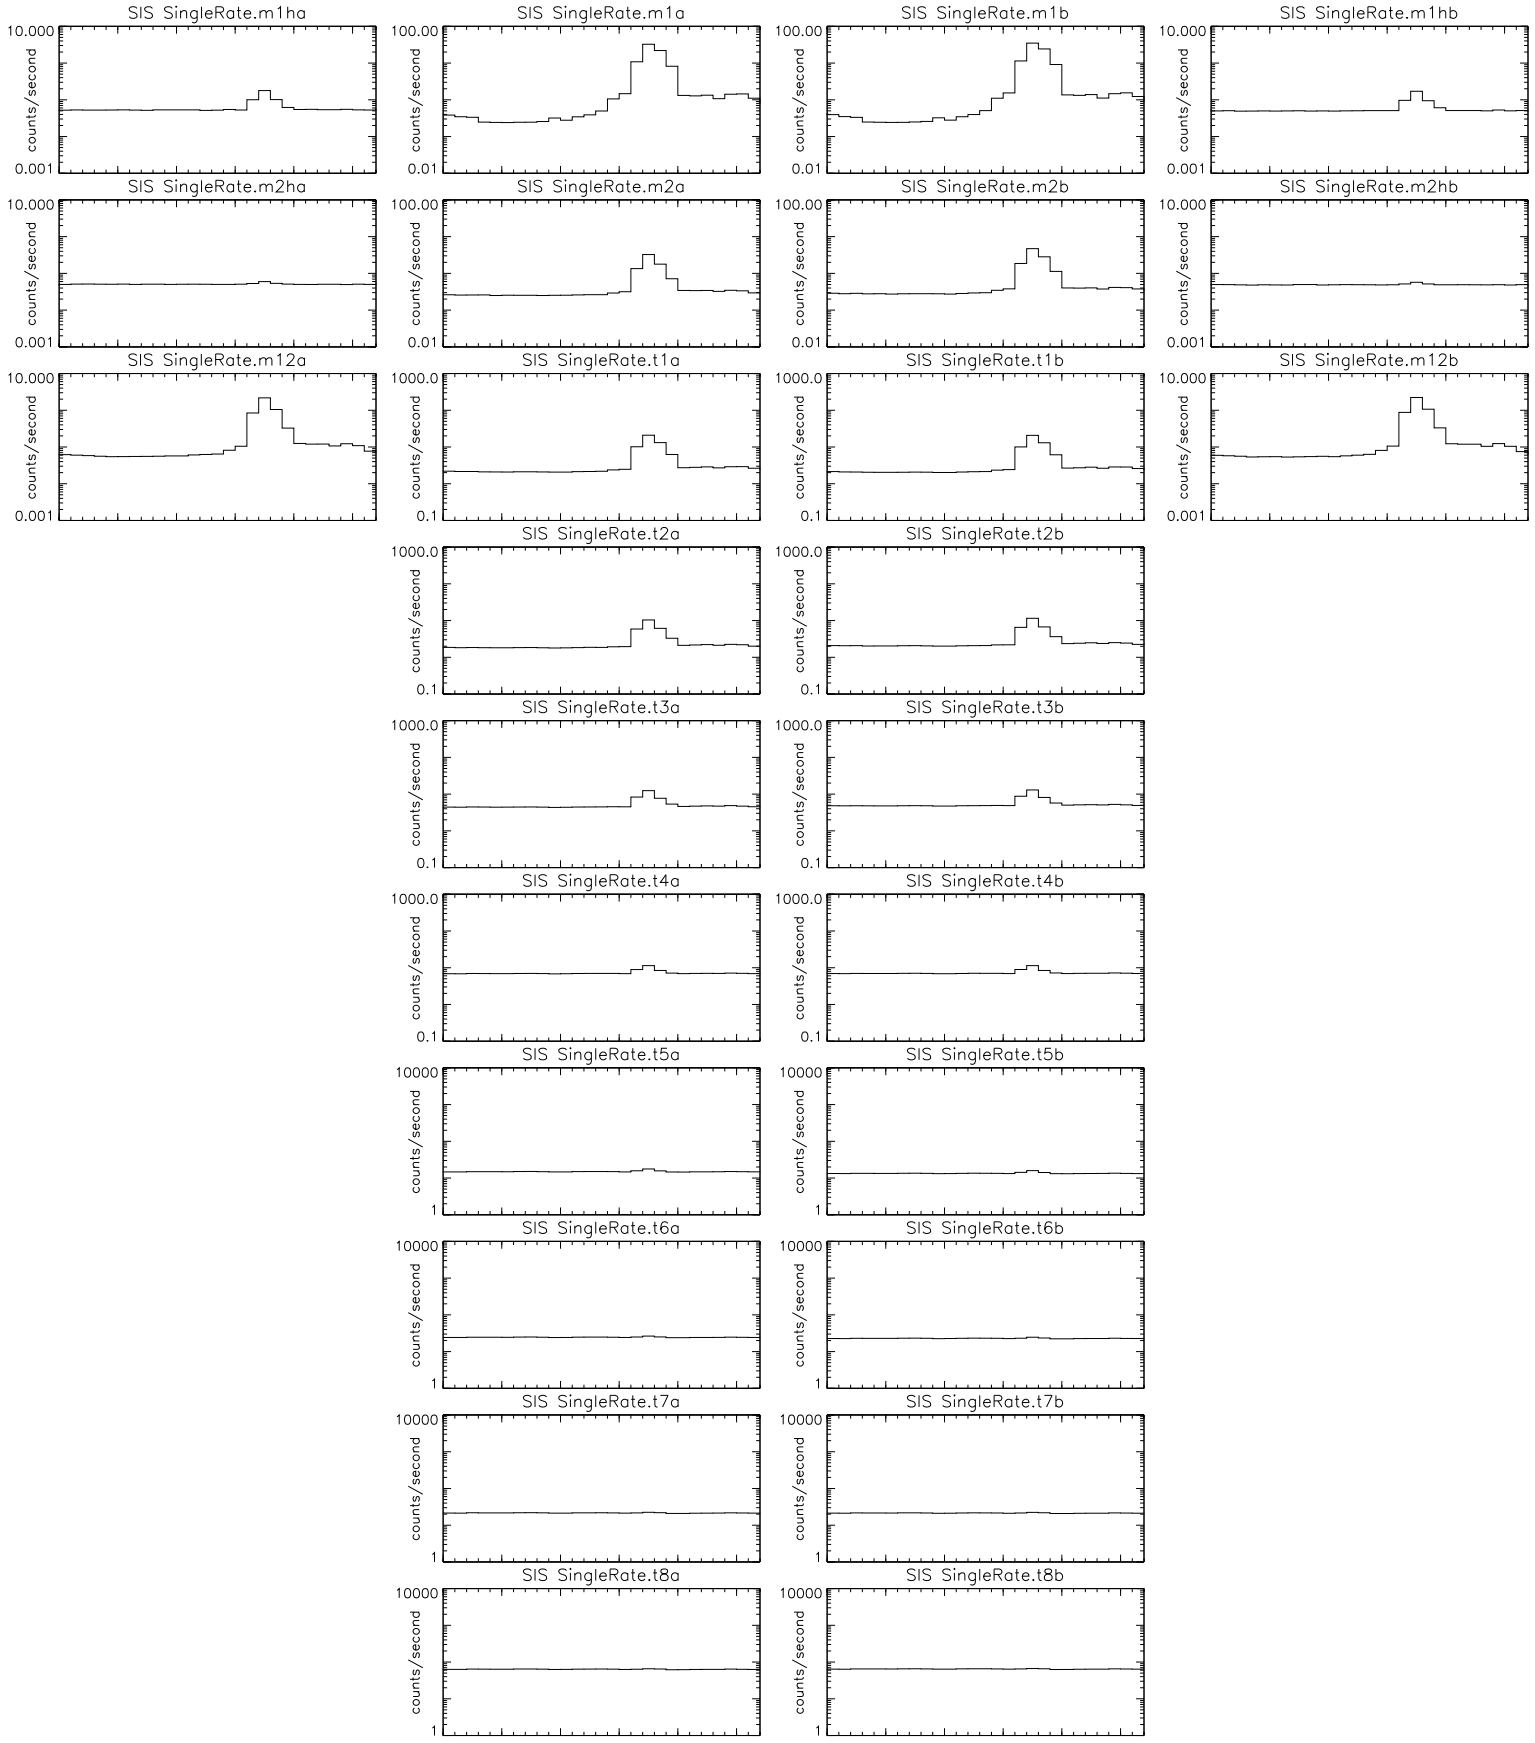 SIS SingleRate.m1ha
SIS SingleRate.m1a
SIS SingleRate.m1b
SIS SingleRate.m1hb
10.000
counts/second
0.001
100.00
counts/second
0.01
100.00
counts/second
0.01
10.000
counts/second
0.001
SIS SingleRate.m2ha
SIS SingleRate.m2a
SIS SingleRate.m2b
SIS SingleRate.m2hb
10.000
counts/second
0.001
100.00
counts/second
0.01
100.00
counts/second
0.01
10.000
counts/second
0.001
SIS SingleRate.m12a
SIS SingleRate.t1a
SIS SingleRate.t1b
SIS SingleRate.m12b
10.000
counts/second
0.001
1000.0
counts/second
0.1
1000.0
counts/second
0.1
10.000
counts/second
0.001
SIS SingleRate.t2a
SIS SingleRate.t2b
1000.0
counts/second
0.1
1000.0
counts/second
0.1
SIS SingleRate.t3a
SIS SingleRate.t3b
1000.0
counts/second
0.1
1000.0
counts/second
0.1
SIS SingleRate.t4a
SIS SingleRate.t4b
1000.0
counts/second
0.1
1000.0
counts/second
0.1
SIS SingleRate.t5a
SIS SingleRate.t5b
10000
counts/second
1
10000
counts/second
1
SIS SingleRate.t6a
SIS SingleRate.t6b
10000
counts/second
1
10000
counts/second
1
SIS SingleRate.t7a
SIS SingleRate.t7b
10000
counts/second
1
10000
counts/second
1
SIS SingleRate.t8a
SIS SingleRate.t8b
10000
counts/second
1
10000
counts/second
1